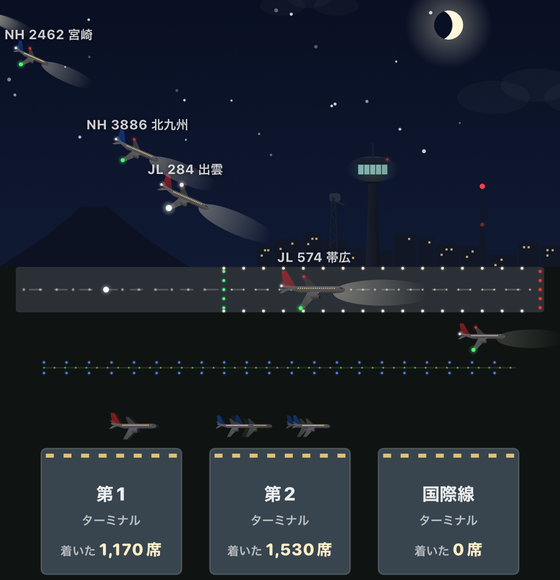 NH 2462 宮崎
NH 3886 北九州
JL 284 出雲
JL 574 帯広
第1
ターミナル
着いた 1,170 席
第2
ターミナル
着いた 1,530 席
国際線
ターミナル
着いた 0 席